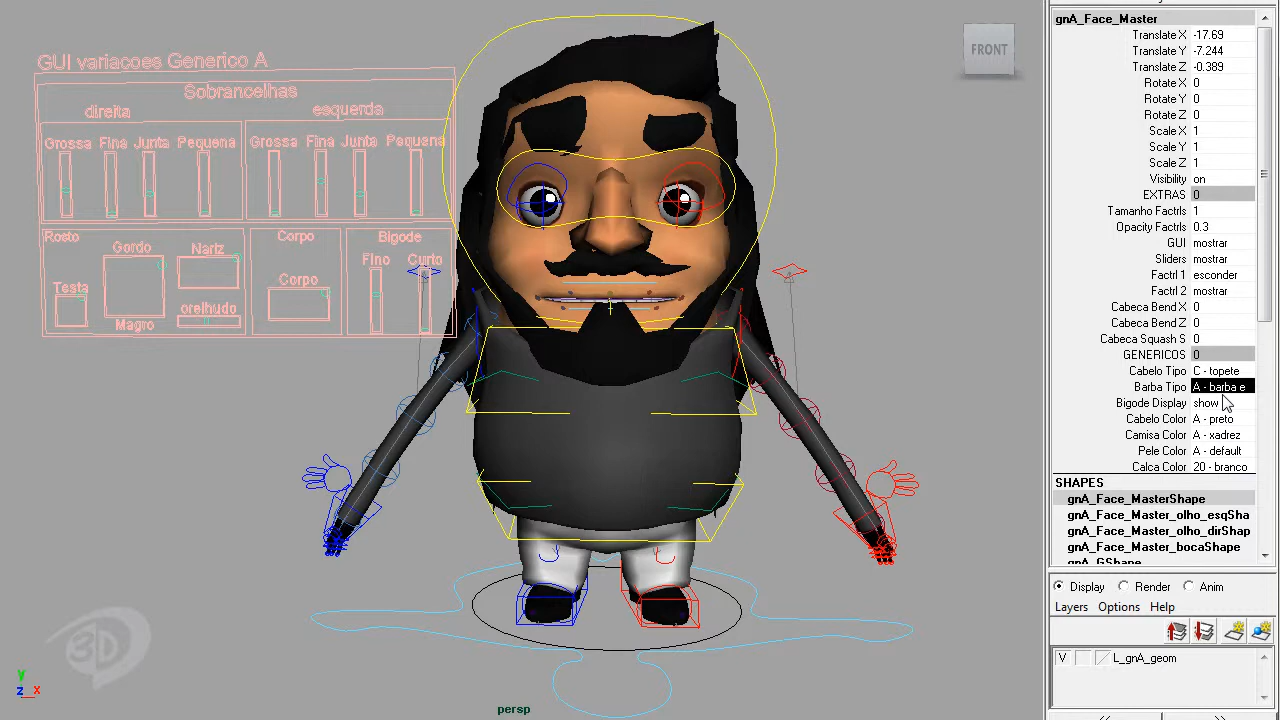 GUI variacoes Generico A
Sobrancelhas
direita
esquerda
Grossa Fina Junta Pequena
Grossa Fina Junta Pequena
Rosto
Gordo
Nariz
Testa
orelhudo
Magro
Corpo
Corpo
Bigode
Fino Curto
FRONT
3D
y
z x
persp
gnA_Face_Master
Translate X -17.69
Translate Y -7.244
Translate Z -0.389
Rotate X 0
Rotate Y 0
Rotate Z 0
Scale X 1
Scale Y 1
Scale Z 1
Visibility on
EXTRAS 0
Tamanho Factrls 1
Opacity Factrls 0.3
GUI mostrar
Sliders mostrar
Factrl 1 esconder
Factrl 2 mostrar
Cabeca Bend X 0
Cabeca Bend Z 0
Cabeca Squash S 0
GENERICOS 0
Cabelo Tipo C - topete
Barba Tipo A - barba e
Bigode Display show
Cabelo Color A - preto
Camisa Color A - xadrez
Pele Color A - default
Calca Color 20 - branco
SHAPES
gnA_Face_MasterShape
gnA_Face_Master_olho_esqSha
gnA_Face_Master_olho_dirShap
gnA_Face_Master_bocaShape
gnA_GShape
Display Render Anim
Layers Options Help
V L_gnA_geom